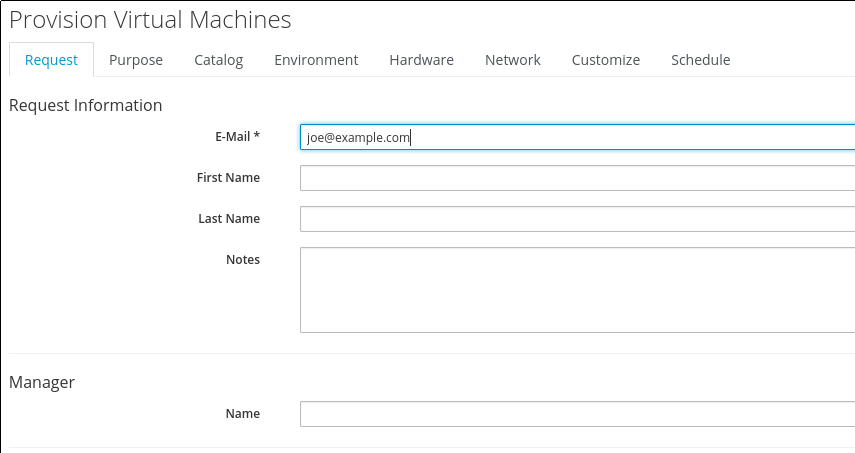 Provision Virtual Machines
Request Purpose Catalog Environment Hardware Network Customize Schedule
Request Information
E-Mail * joe@example.com
First Name
Last Name
Notes
Manager
Name